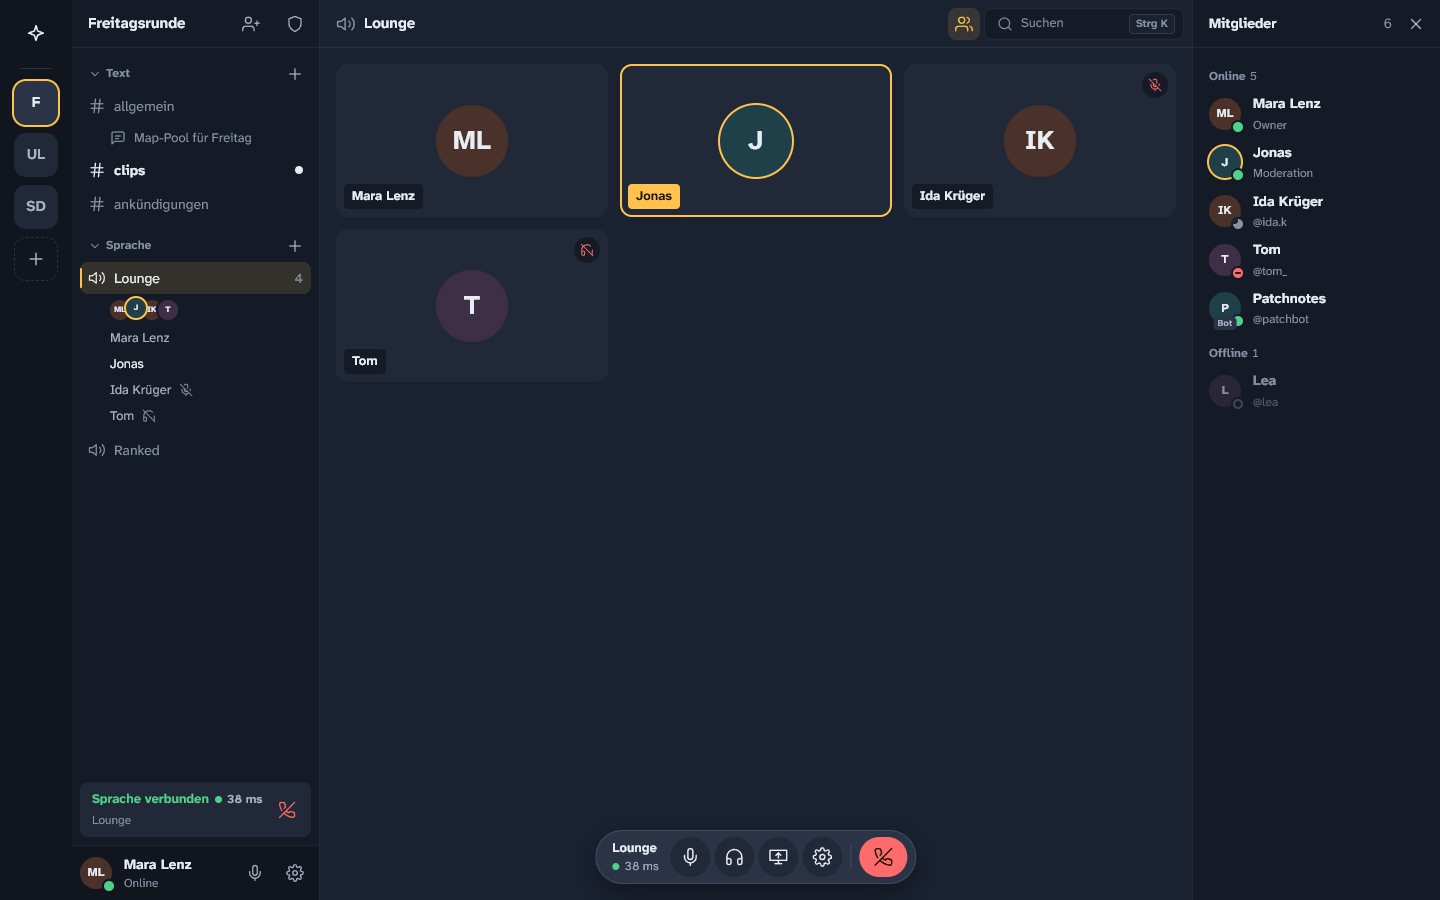 F
UL
SD
Freitagsrunde
Text
allgemein
Map-Pool für Freitag
clips
ankündigungen
Sprache
Lounge 4
J T
Mara Lenz
Jonas
Ida Krüger
Tom
Ranked
Sprache verbunden 38 ms
Lounge
ML Mara Lenz
Online
Lounge
Suchen Strg K
ML
Mara Lenz
J
Jonas
IK
Ida Krüger
T
Tom
Lounge
38 ms
Mitglieder 6
Online 5
ML Mara Lenz
Owner
J Jonas
Moderation
IK Ida Krüger
@ida.k
T Tom
@tom_
P Patchnotes
Bot @patchbot
Offline 1
L Lea
@lea